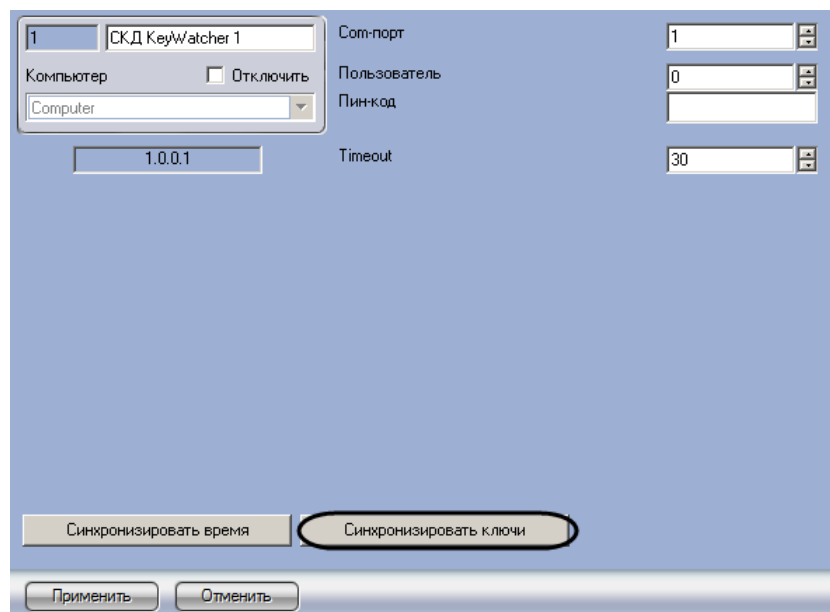 1 СКД KeyWatcher 1
Компьютер Отключить
Computer
1.0.0.1
Com-порт 1
Пользователь 0
Пин-код
Timeout 30
Синхронизировать время Синхронизировать ключи
Применить Отменить